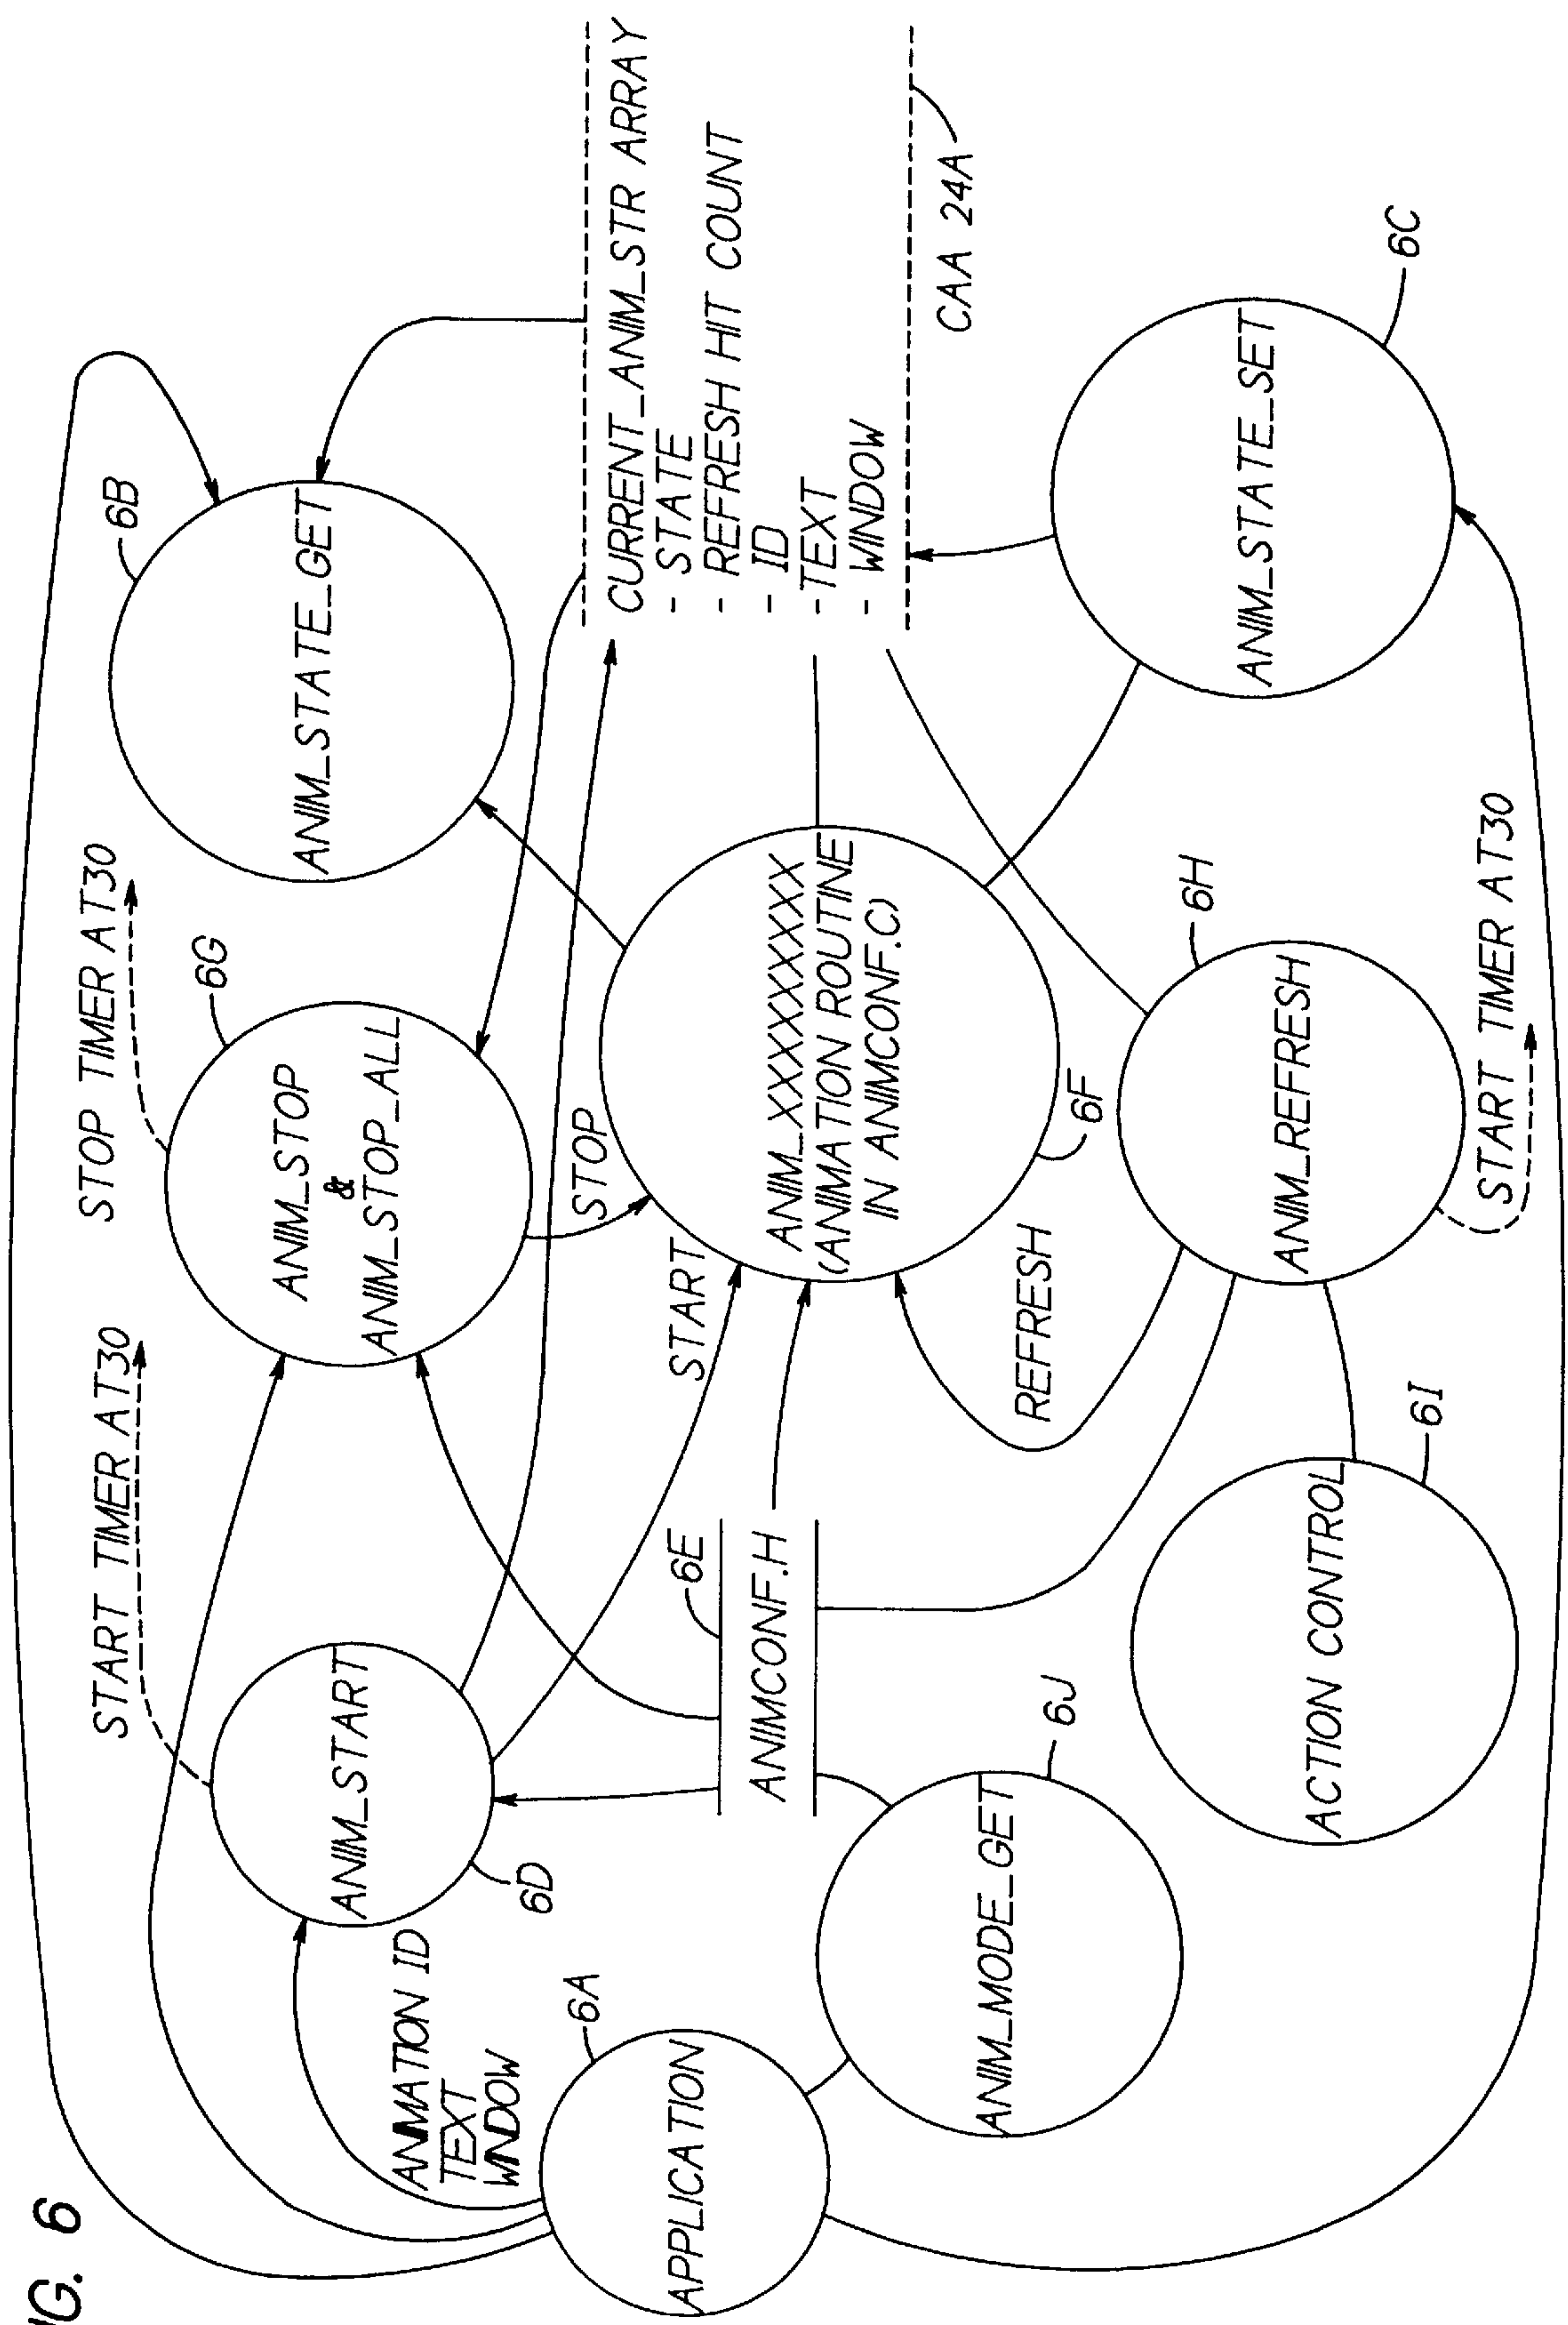 IG. 6
START TIMER AT30
STOP TIMER AT30
6G
6B
ANIM_START
6D
ANIM_STOP
&
ANIM_STOP_ALL
ANIM_STATE_GET
ANIMATION ID
TEXT
WINDOW
6A
APPLICATION
START
STOP
6E
ANIMCONF.H
ANIM_XXXXXXXXXX
(ANIMATION ROUTINE
IN ANIMCONF.C)
6F
CURRENT_ANIM_STR ARRAY
- STATE
- REFRESH HIT COUNT
- ID
- TEXT
- WINDOW
CAA 24A
ANIM_MODE_GET
6J
REFRESH
6H
ANIM_REFRESH
ANIM_STATE_SET
6C
ACTION CONTROL
6I
START TIMER AT30